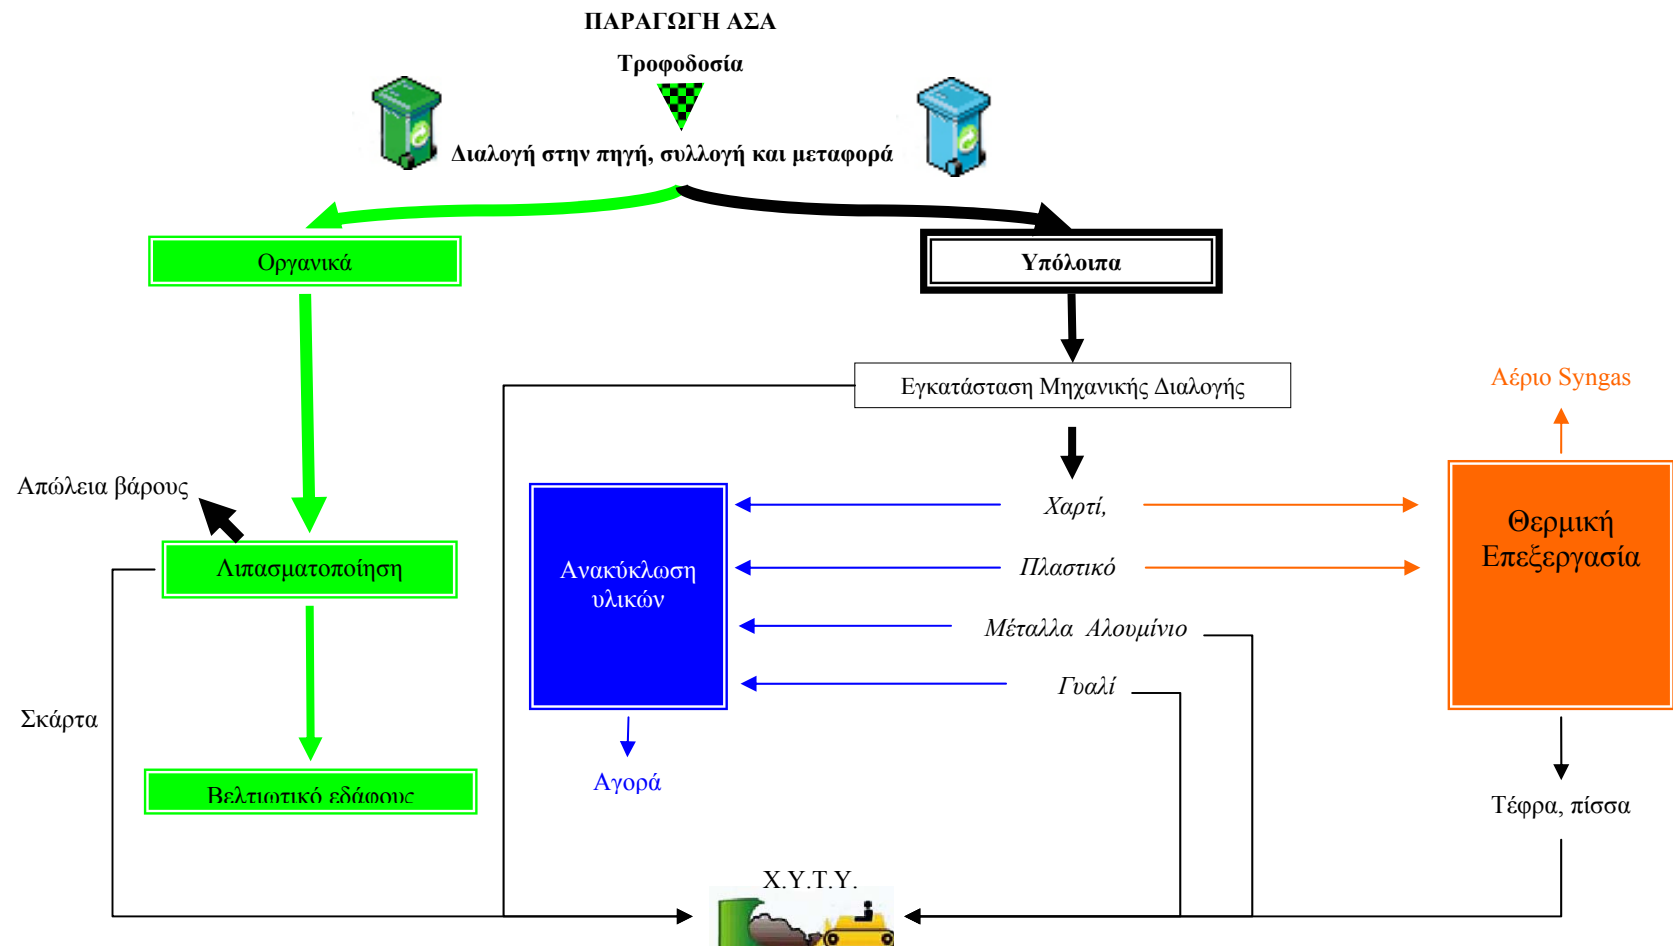 ΠΑΡΑΓΩΓΗ ΑΣΑ
Τροφοδοσία
Διαλογή στην πηγή, συλλογή και μεταφορά
Οργανικά
Υπόλοιπα
Εγκατάσταση Μηχανικής Διαλογής
Αέριο Syngas
Απώλεια βάρους
Χαρτί,
Θερμική
Επεξεργασία
Λιπασματοποίηση
Ανακύκλωση
υλικών
Πλαστικό
Μέταλλα Αλουμίνιο
Γυαλί
Σκάρτα
Αγορά
Βελτιωτικό εδάφους
Τέφρα, πίσσα
Χ.Υ.Τ.Υ.